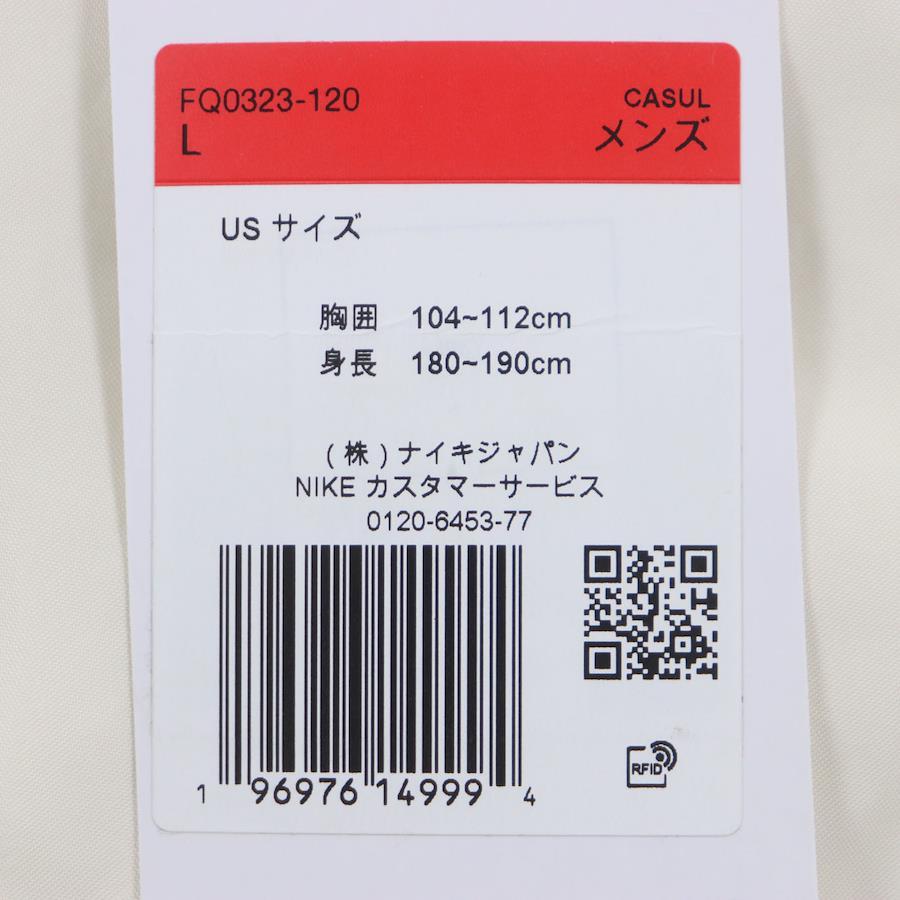 FQ0323-120 CASUL
L メンズ
US サイズ
胸囲 104~112cm
身長 180~190cm
(株)ナイキジャパン
NIKE カスタマーサービス
0120-6453-77
1 96976 14999 4
RFID